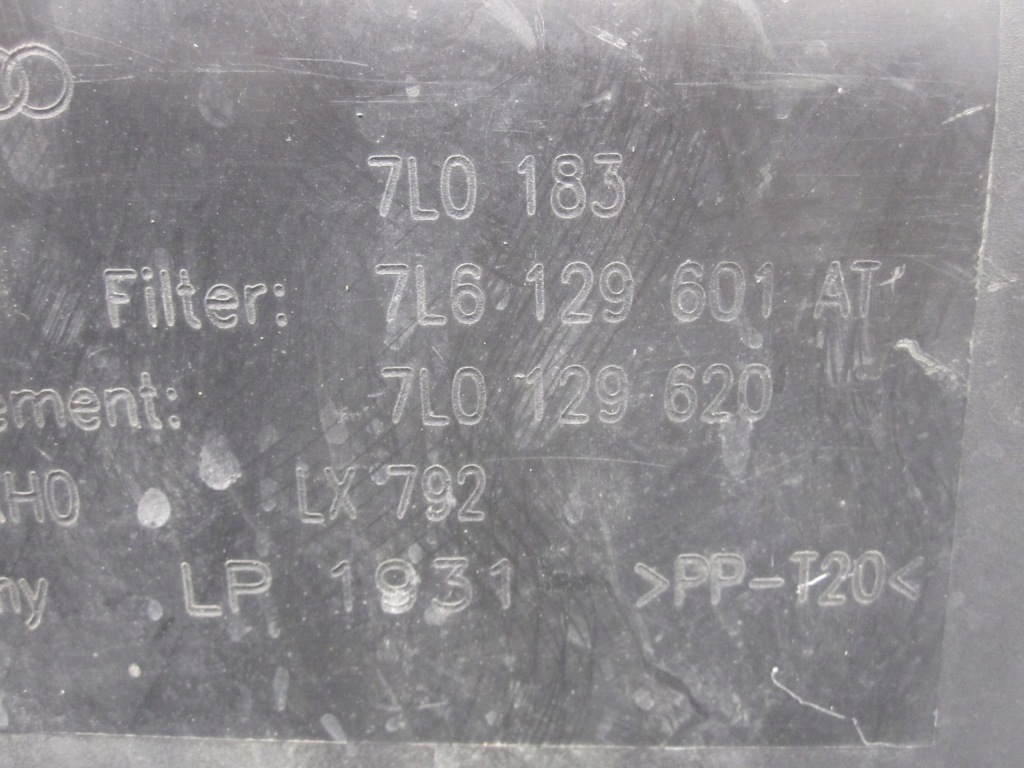 7L0 183
Filter: 7L6 129 601 AT
ement: 7L0 129 620
HO LX 792
ny LP 1931 >PP-T20<